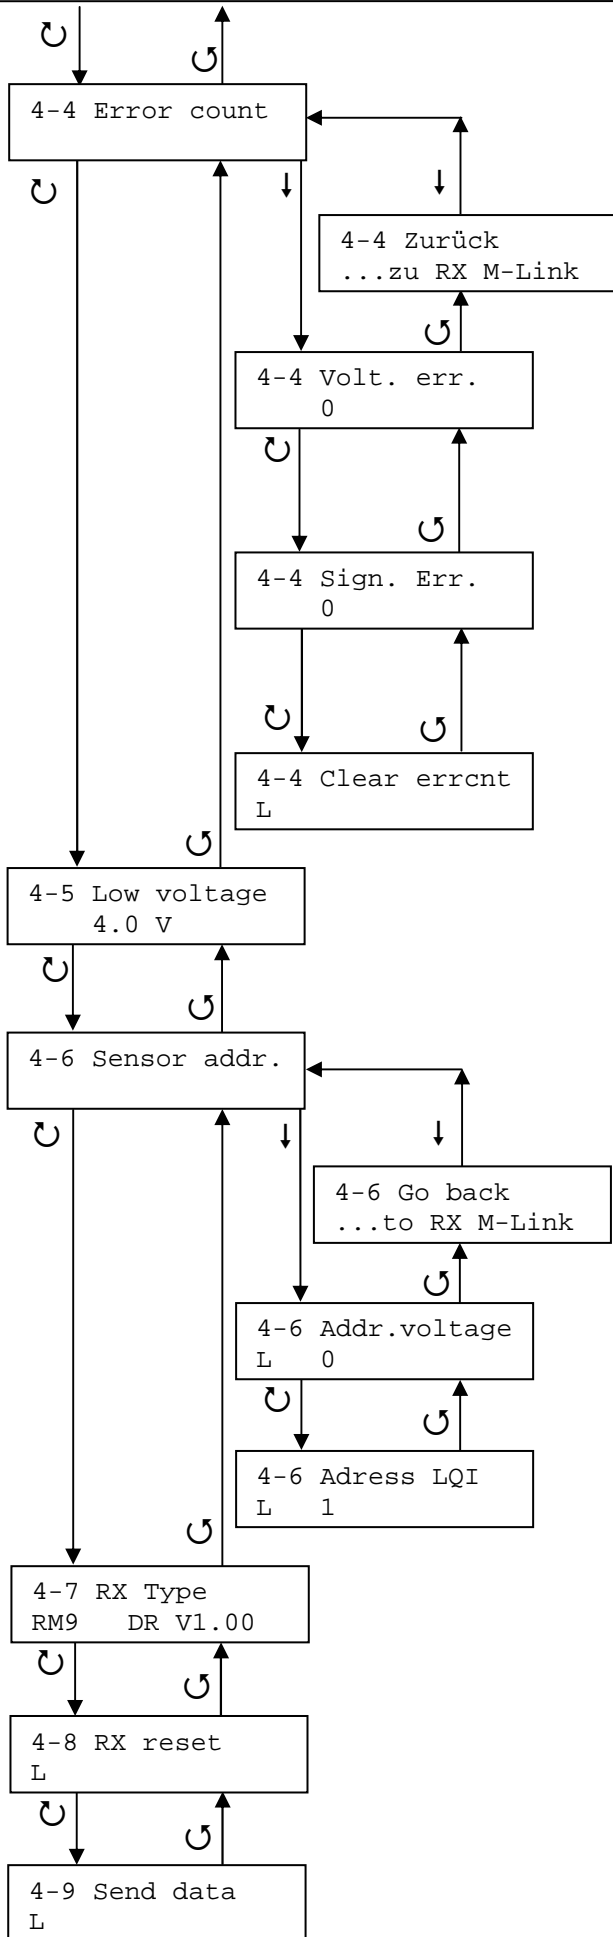 4-4 Error count
4-4 Zurück
...zu RX M-Link
4-4 Volt. err.
0
4-4 Sign. Err.
0
4-4 Clear errcnt
L
4-5 Low voltage
4.0 V
4-6 Sensor addr.
4-6 Go back
...to RX M-Link
4-6 Addr.voltage
L 0
4-6 Adress LQI
L 1
4-7 RX Type
RM9 DR V1.00
4-8 RX reset
L
4-9 Send data
L